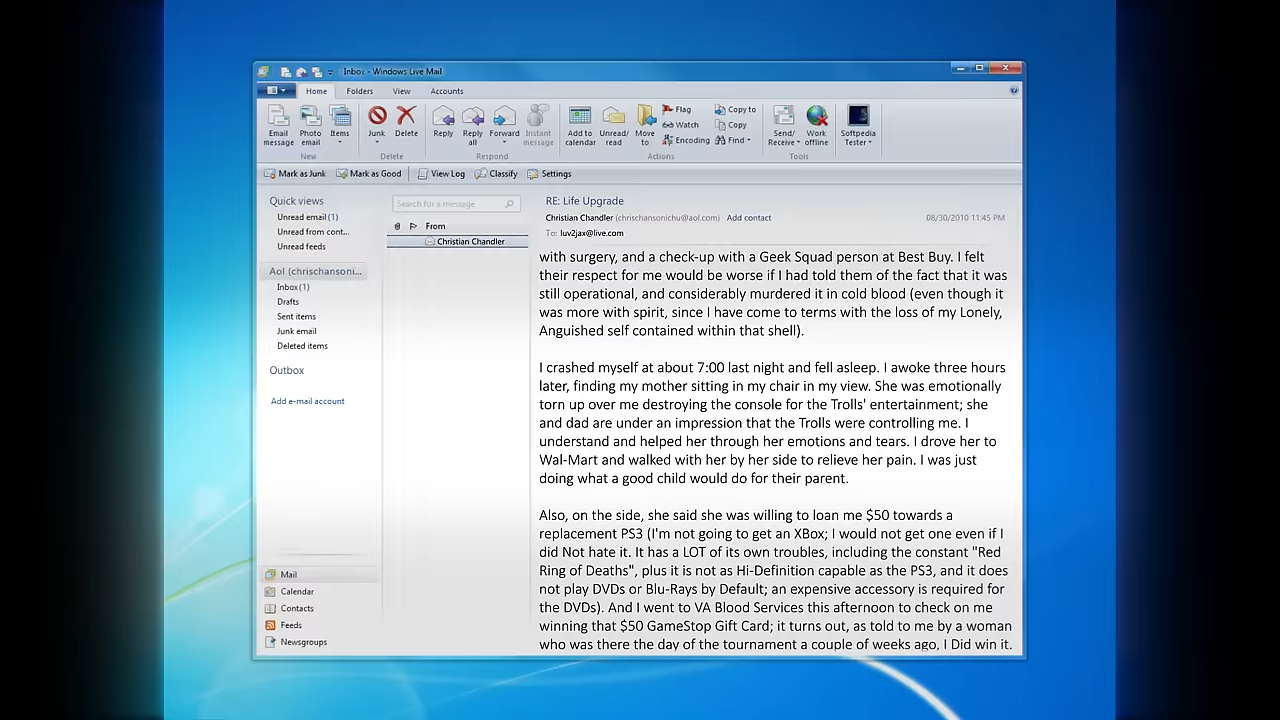 Inbox - Windows Live Mail
Home Folders View Accounts
Email message
Photo email
Items
New
Junk
Delete
Delete
Reply
Reply all
Forward
Instant message
Respond
Add to calendar
Unread/ read
Move to
Flag
Watch
Encoding
Copy to
Copy
Find
Actions
Send/ Receive
Work offline
Tools
Softpedia Tester
Mark as Junk Mark as Good View Log Classify Settings
Quick views
Unread email (1)
Unread from cont...
Unread feeds
Aol (chrischansoni...
Inbox (1)
Drafts
Sent items
Junk email
Deleted items
Outbox
Add e-mail account
Mail
Calendar
Contacts
Feeds
Newsgroups
Search for a message
From
Christian Chandler
RE: Life Upgrade
Christian Chandler (chrischansonichu@aol.com) Add contact 08/30/2010 11:45 PM
To: luv2jax@live.com
with surgery, and a check-up with a Geek Squad person at Best Buy. I felt
their respect for me would be worse if I had told them of the fact that it was
still operational, and considerably murdered it in cold blood (even though it
was more with spirit, since I have come to terms with the loss of my Lonely,
Anguished self contained within that shell).
I crashed myself at about 7:00 last night and fell asleep. I awoke three hours
later, finding my mother sitting in my chair in my view. She was emotionally
torn up over me destroying the console for the Trolls' entertainment; she
and dad are under an impression that the Trolls were controlling me. I
understand and helped her through her emotions and tears. I drove her to
Wal-Mart and walked with her by her side to relieve her pain. I was just
doing what a good child would do for their parent.
Also, on the side, she said she was willing to loan me $50 towards a
replacement PS3 (I'm not going to get an XBox; I would not get one even if I
did Not hate it. It has a LOT of its own troubles, including the constant "Red
Ring of Deaths", plus it is not as Hi-Definition capable as the PS3, and it does
not play DVDs or Blu-Rays by Default; an expensive accessory is required for
the DVDs). And I went to VA Blood Services this afternoon to check on me
winning that $50 GameStop Gift Card; it turns out, as told to me by a woman
who was there the day of the tournament a couple of weeks ago, I Did win it.